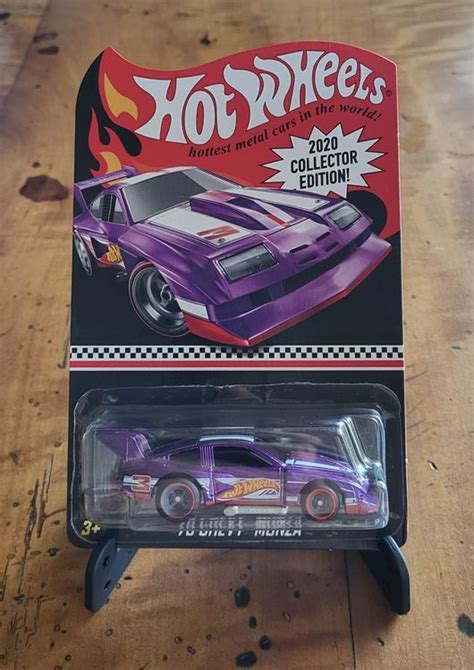 HOT WHEELS®
hottest metal cars in the world!
2020
COLLECTOR
EDITION!
3
HOT WHEELS
3
HOT WHEELS
3+
CHEVY MONZA